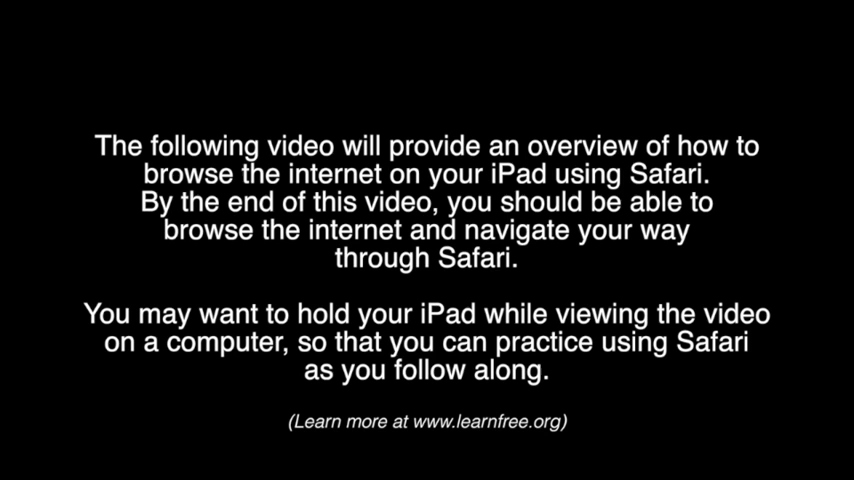 The following video will provide an overview of how to
browse the internet on your iPad using Safari.
By the end of this video, you should be able to
browse the internet and navigate your way
through Safari.
You may want to hold your iPad while viewing the video
on a computer, so that you can practice using Safari
as you follow along.
(Learn more at www.learnfree.org)